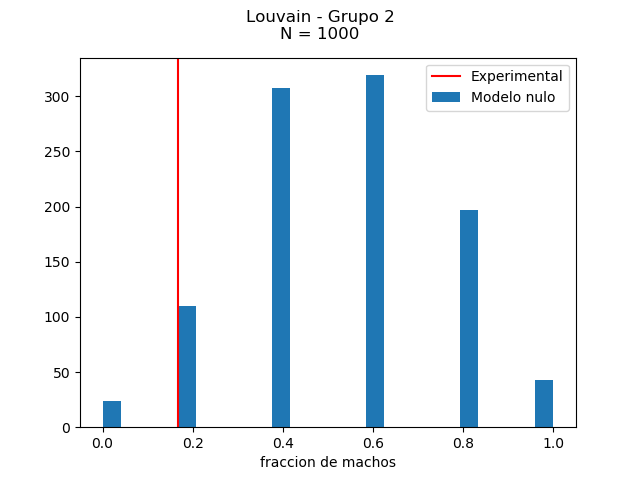 Louvain - Grupo 2
N = 1000
Experimental
Modelo nulo
300
250
200
150
100
50
0
0.0 0.2 0.4 0.6 0.8 1.0
fraccion de machos